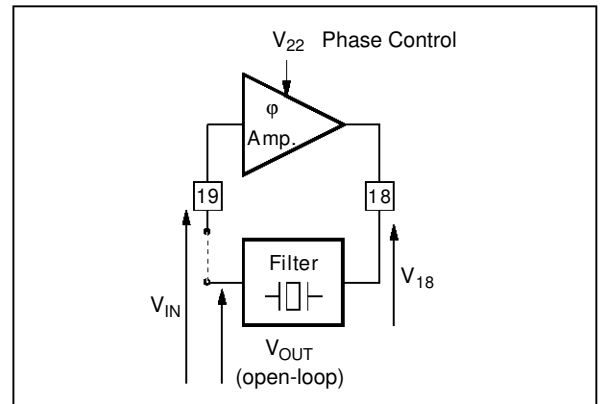 V22 Phase Control
φ
Amp.
19
18
Filter
VIN
V18
VOUT
(open-loop)